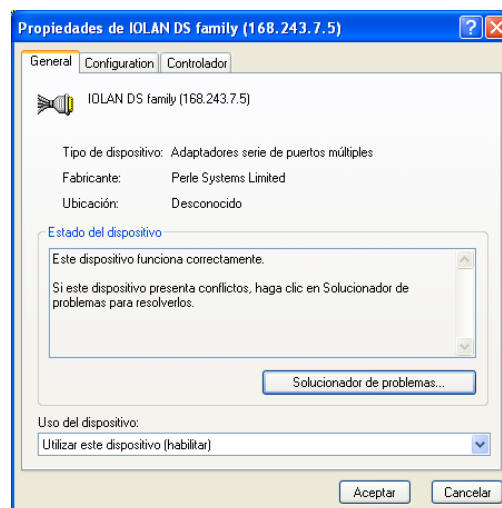 Propiedades de IOLAN DS family (168.243.7.5)
General Configuration Controlador
IOLAN DS family (168.243.7.5)
Tipo de dispositivo: Adaptadores serie de puertos múltiples
Fabricante: Perle Systems Limited
Ubicación: Desconocido
Estado del dispositivo
Este dispositivo funciona correctamente.
Si este dispositivo presenta conflictos, haga clic en Solucionador de
problemas para resolverlos.
Solucionador de problemas...
Uso del dispositivo:
Utilizar este dispositivo (habilitar)
Aceptar Cancelar